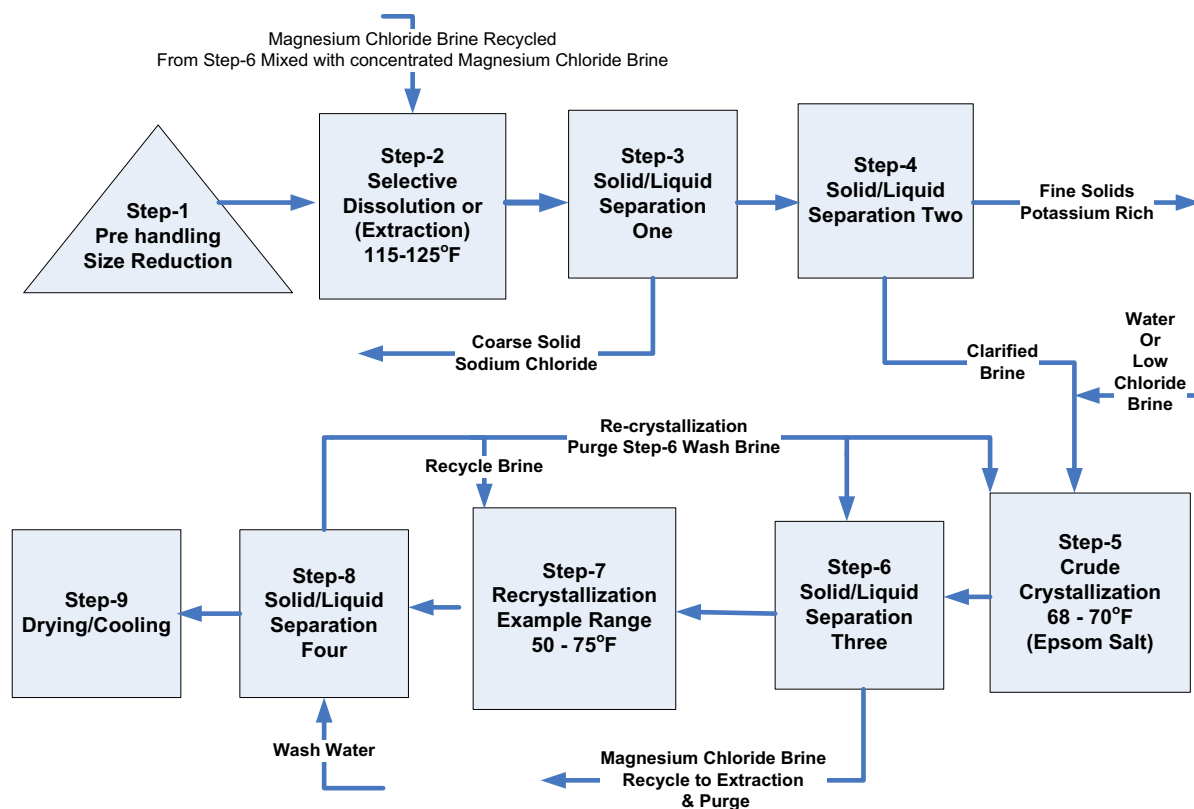 Magnesium Chloride Brine Recycled
From Step-6 Mixed with concentrated Magnesium Chloride Brine
Step-1
Pre handling
Size Reduction
Step-2
Selective
Dissolution or
(Extraction)
115-125°F
Step-3
Solid/Liquid
Separation
One
Step-4
Solid/Liquid
Separation Two
Fine Solids
Potassium Rich
Coarse Solid
Sodium Chloride
Clarified
Brine
Water
Or
Low
Chloride
Brine
Re-crystallization
Purge Step-6 Wash Brine
Recycle Brine
Step-9
Drying/Cooling
Step-8
Solid/Liquid
Separation
Four
Step-7
Recrystallization
Example Range
50 - 75°F
Step-6
Solid/Liquid
Separation
Three
Step-5
Crude
Crystallization
68 - 70°F
(Epsom Salt)
Wash Water
Magnesium Chloride Brine
Recycle to Extraction
& Purge